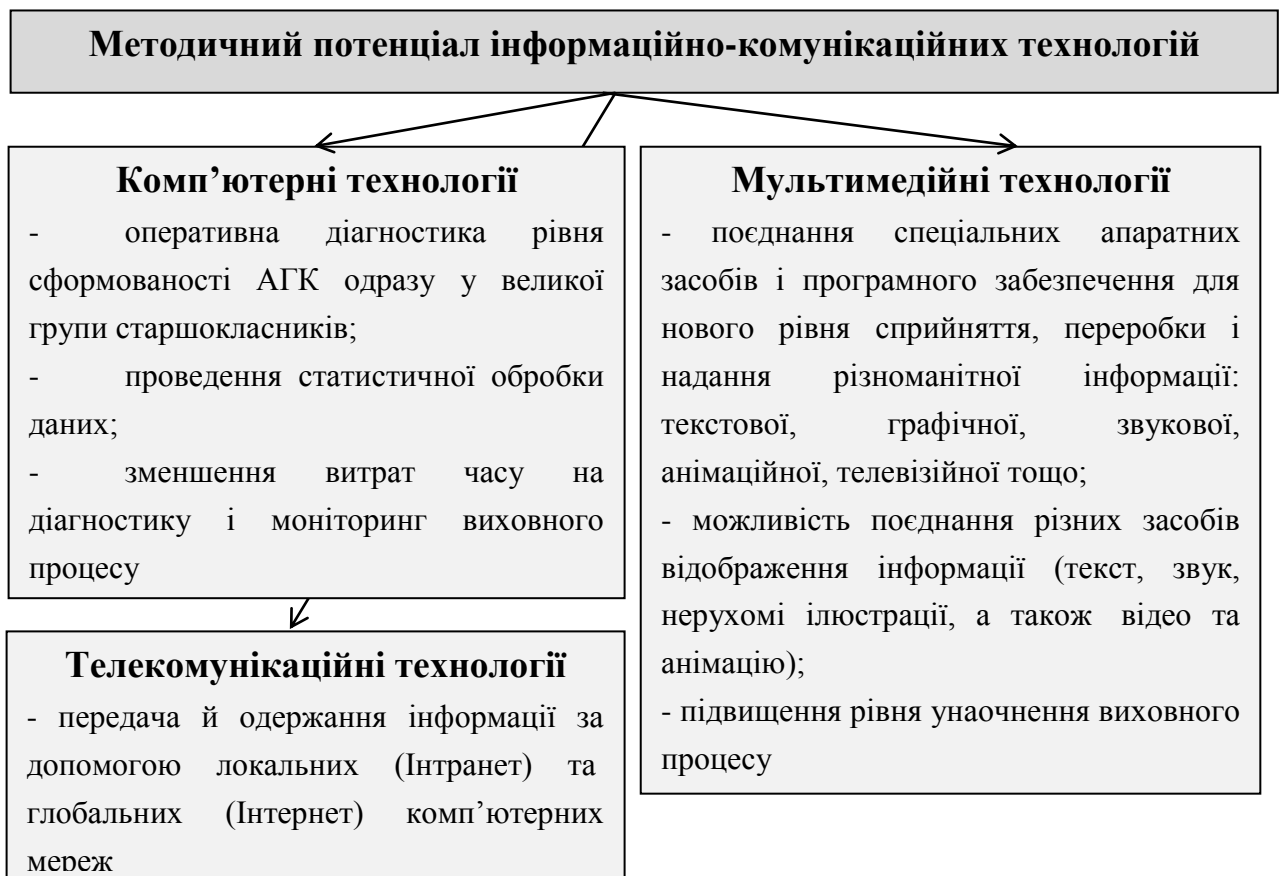 Методичний потенціал інформаційно-комунікаційних технологій
Комп’ютерні технології
- оперативна діагностика рівня
сформованості АГК одразу у великої
групи старшокласників;
- проведення статистичної обробки
даних;
- зменшення витрат часу на
діагностику і моніторинг виховного
процесу
Телекомунікаційні технології
- передача й одержання інформації за
допомогою локальних (Інтранет) та
глобальних (Інтернет) комп’ютерних
мереж
Мультимедійні технології
- поєднання спеціальних апаратних
засобів і програмного забезпечення для
нового рівня сприйняття, переробки і
надання різноманітної інформації:
текстової, графічної, звукової,
анімаційної, телевізійної тощо;
- можливість поєднання різних засобів
відображення інформації (текст, звук,
нерухомі ілюстрації, а також відео та
анімацію);
- підвищення рівня унаочнення виховного
процесу